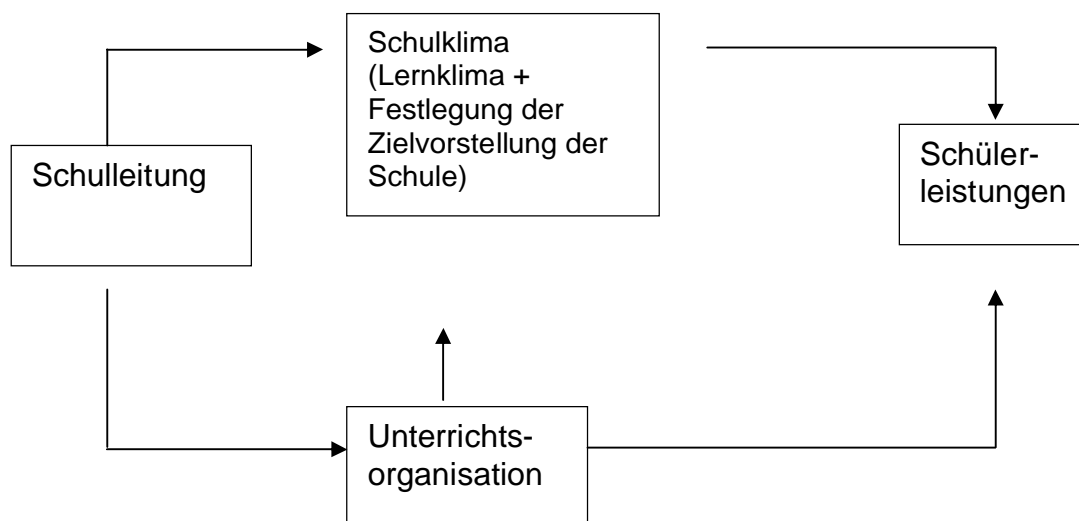 Schulklima
(Lernklima +
Festlegung der
Zielvorstellung der
Schule)
Schulleitung
Schüler-
leistungen
Unterrichts-
organisation